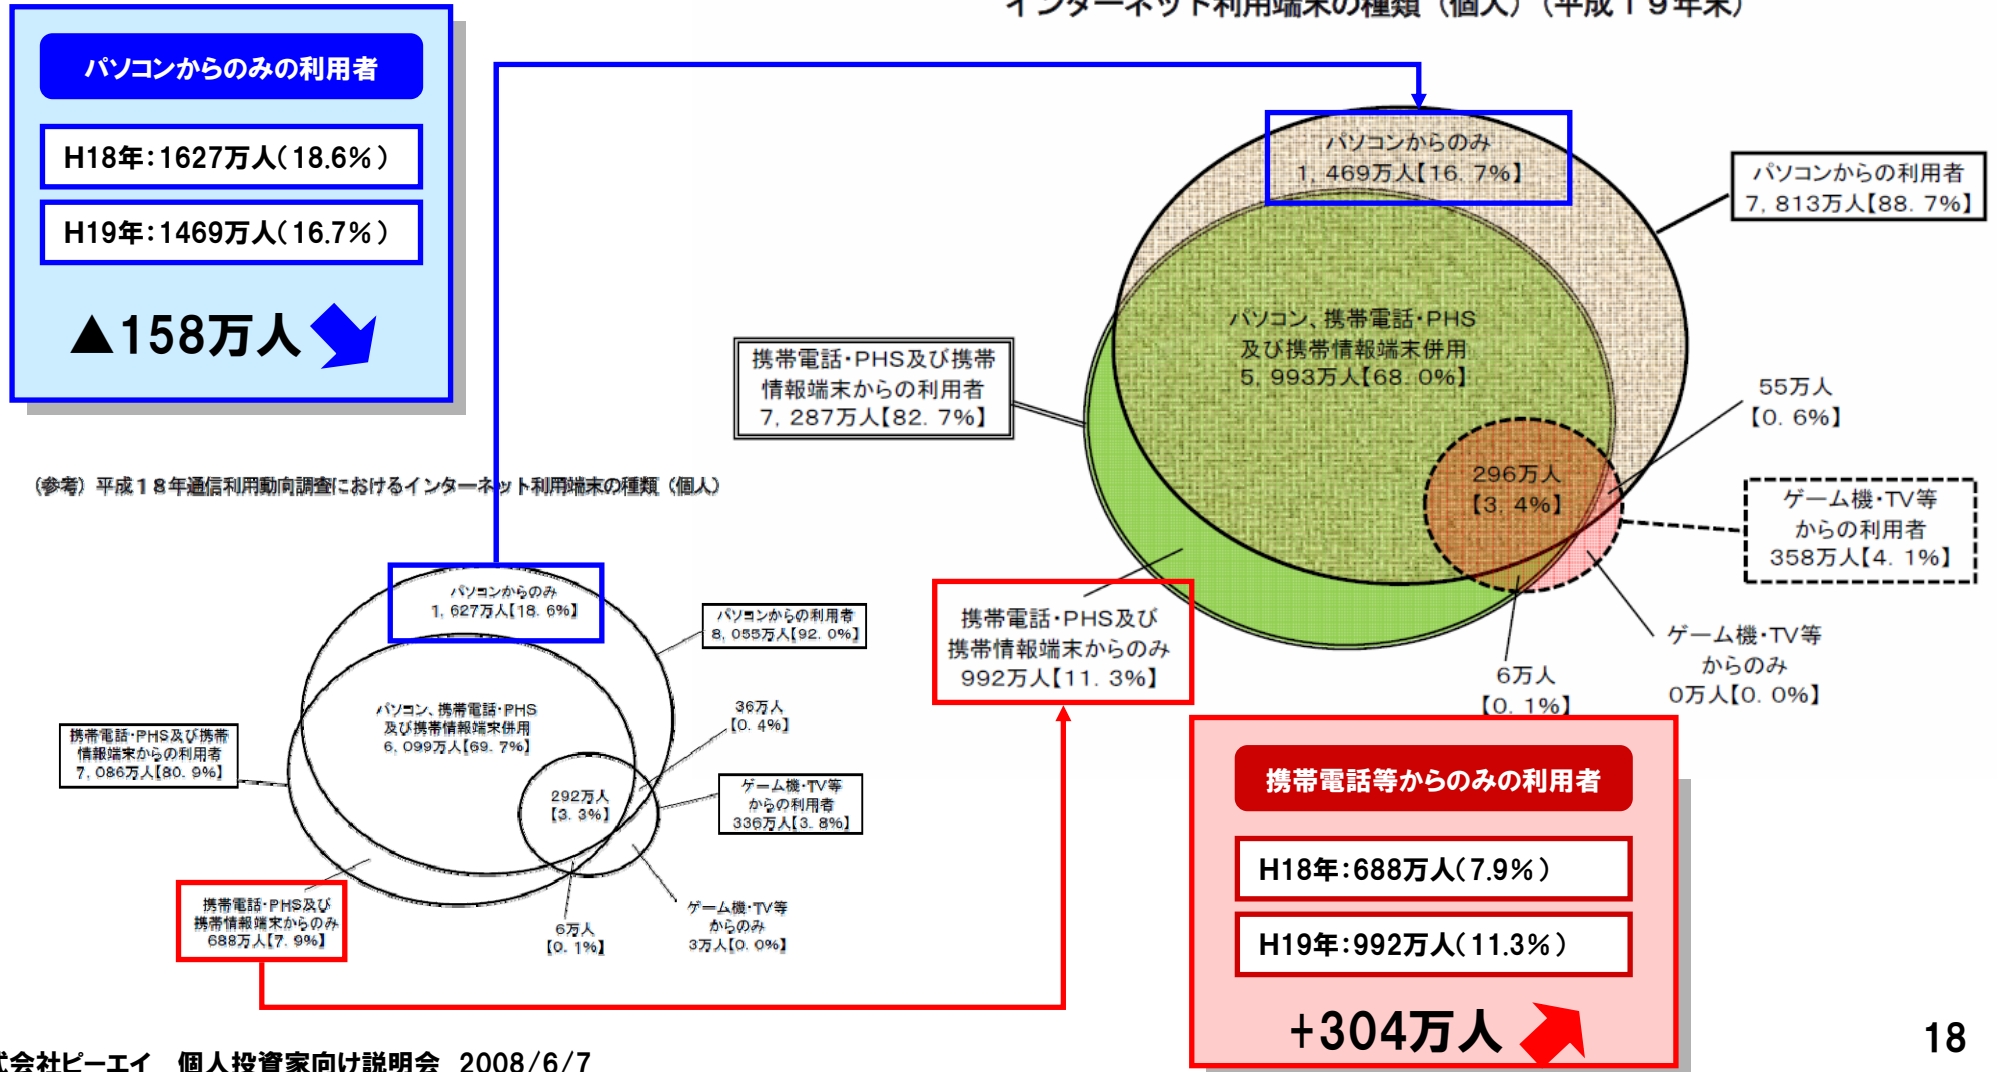 インターネット利用端末の種類（個人）（平成１９年末）
パソコンからのみの利用者
H18年：1627万人（18.6％）
H19年：1469万人（16.7％）
▲158万人
パソコンからのみ
1,469万人【16.7%】
パソコンからの利用者
7,813万人【88.7%】
パソコン、携帯電話・PHS
及び携帯情報端末併用
5,993万人【68.0%】
携帯電話・PHS及び携帯
情報端末からの利用者
7,287万人【82.7%】
55万人
【0.6%】
296万人
【3.4%】
ゲーム機・TV等
からの利用者
358万人【4.1%】
携帯電話・PHS及び
携帯情報端末からのみ
992万人【11.3%】
6万人
【0.1%】
ゲーム機・TV等
からのみ
0万人【0.0%】
（参考）平成１８年通信利用動向調査におけるインターネット利用端末の種類（個人）
パソコンからのみ
1,627万人【18.6%】
パソコンからの利用者
8,055万人【92.0%】
パソコン、携帯電話・PHS
及び携帯情報端末併用
6,099万人【69.7%】
36万人
【0.4%】
携帯電話・PHS及び携帯
情報端末からの利用者
7,086万人【80.9%】
292万人
【3.3%】
ゲーム機・TV等
からの利用者
336万人【3.8%】
携帯電話・PHS及び
携帯情報端末からのみ
688万人【7.9%】
6万人
【0.1%】
ゲーム機・TV等
からのみ
3万人【0.0%】
携帯電話等からのみの利用者
H18年：688万人（7.9％）
H19年：992万人（11.3％）
+304万人
式会社ピーエイ　個人投資家向け説明会　2008/6/7
18